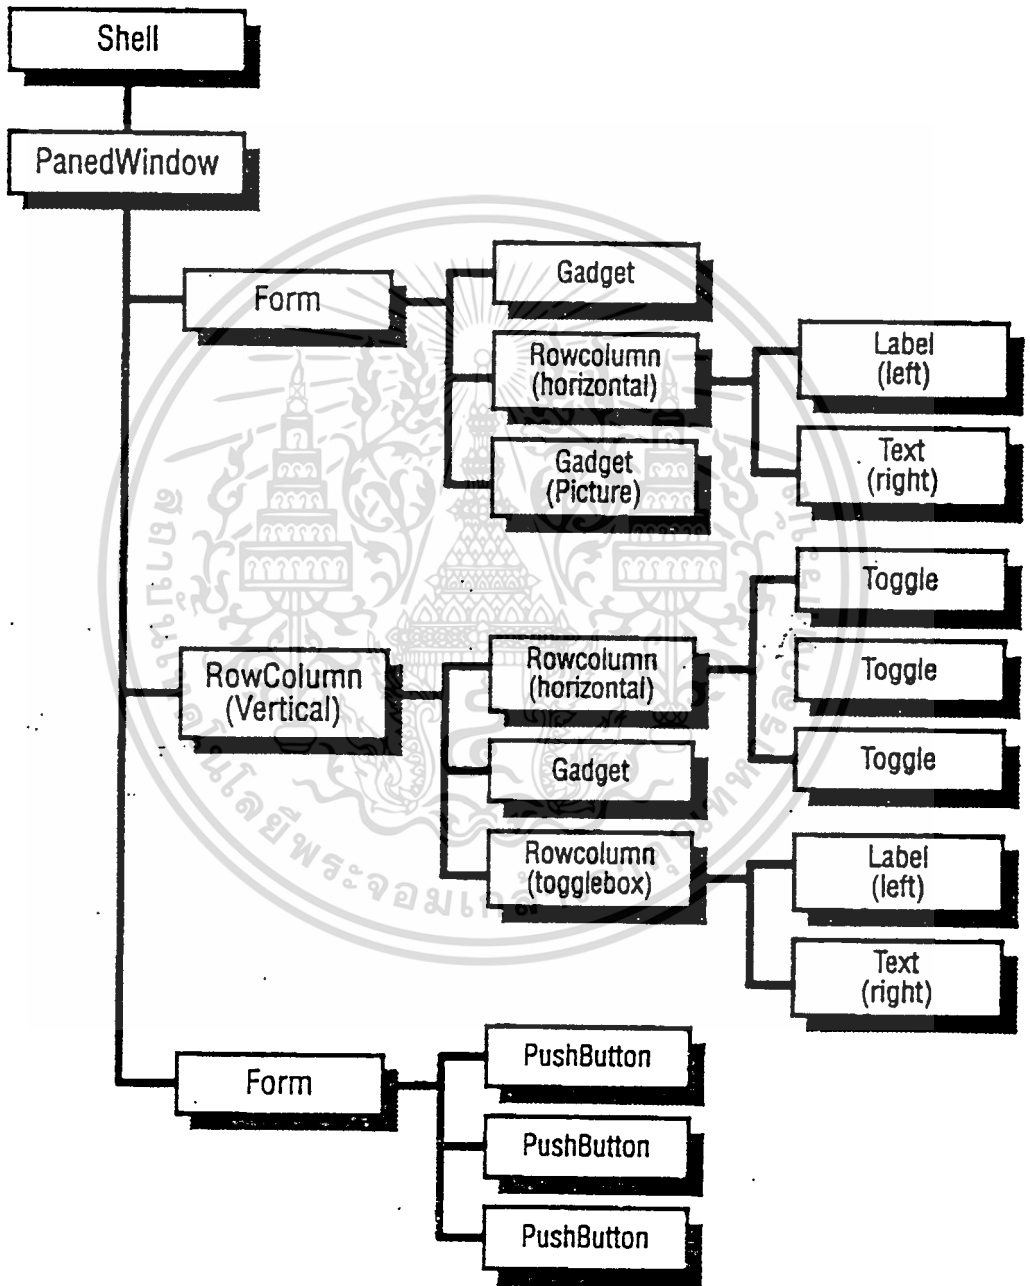 Shell
PanedWindow
Form
Gadget
Rowcolumn
(horizontal)
Label
(left)
Text
(right)
Gadget
(Picture)
RowColumn
(Vertical)
Rowcolumn
(horizontal)
Toggle
Toggle
Toggle
Gadget
Rowcolumn
(togglebox)
Label
(left)
Text
(right)
Form
PushButton
PushButton
PushButton